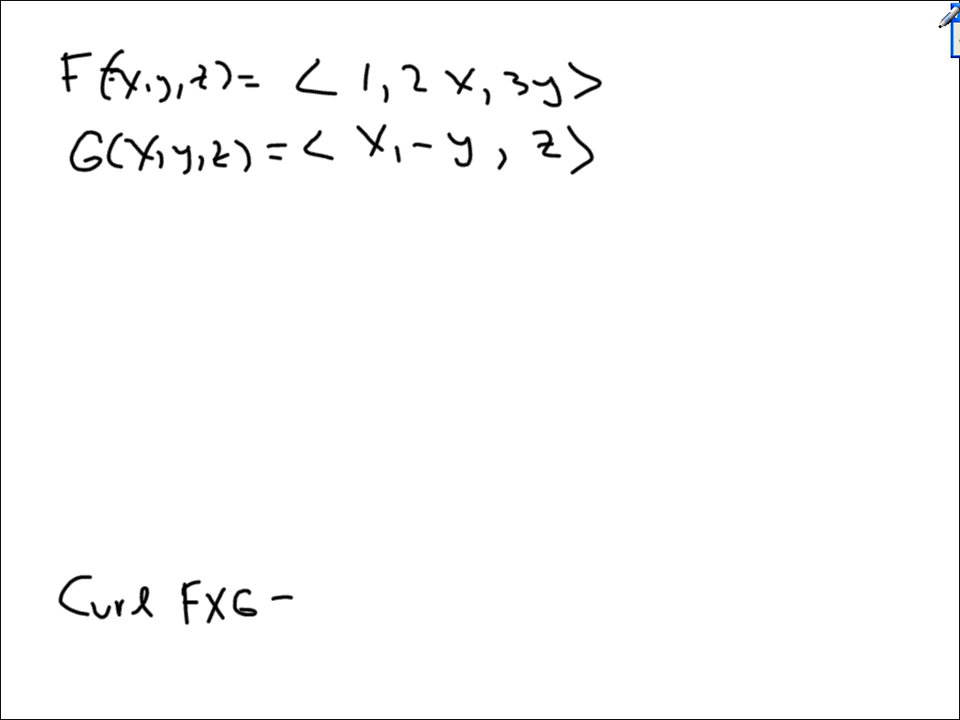 F(x,y,z)= < 1, 2x, 3y>
G(x,y,z) = < x, -y, z>
Curl FXG -